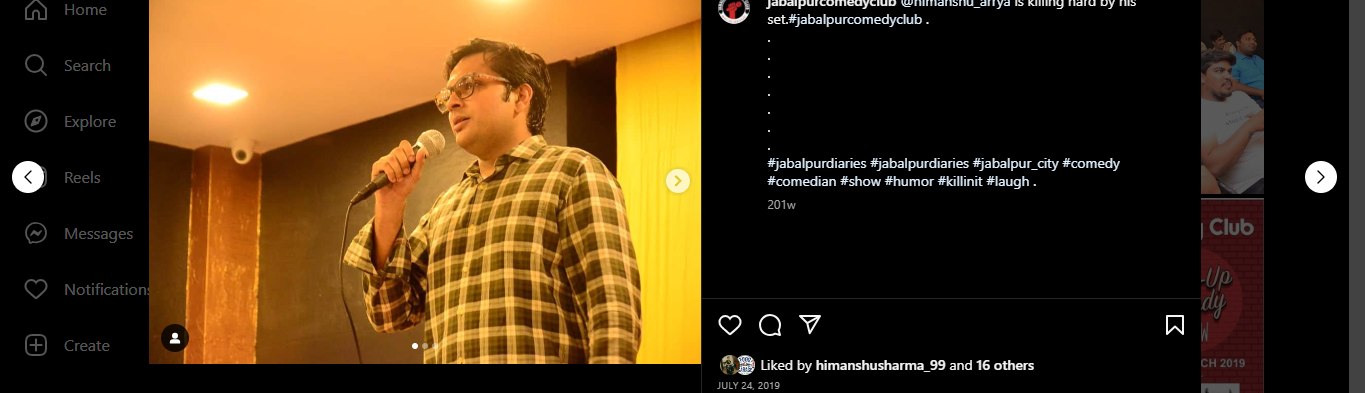 Home
Search
Explore
Reels
Messages
Notifications
Create
jabalpurcomedyclub @himanshu_arrya is killing hard by his
set.#jabalpurcomedyclub .
.
.
.
.
.
.
.
#jabalpurdiaries #jabalpurdiaries #jabalpur_city #comedy
#comedian #show #humor #killinit #laugh .
201w
Liked by himanshusharma_99 and 16 others
JULY 24, 2019
Club
-Up
dy
W
CH 2019